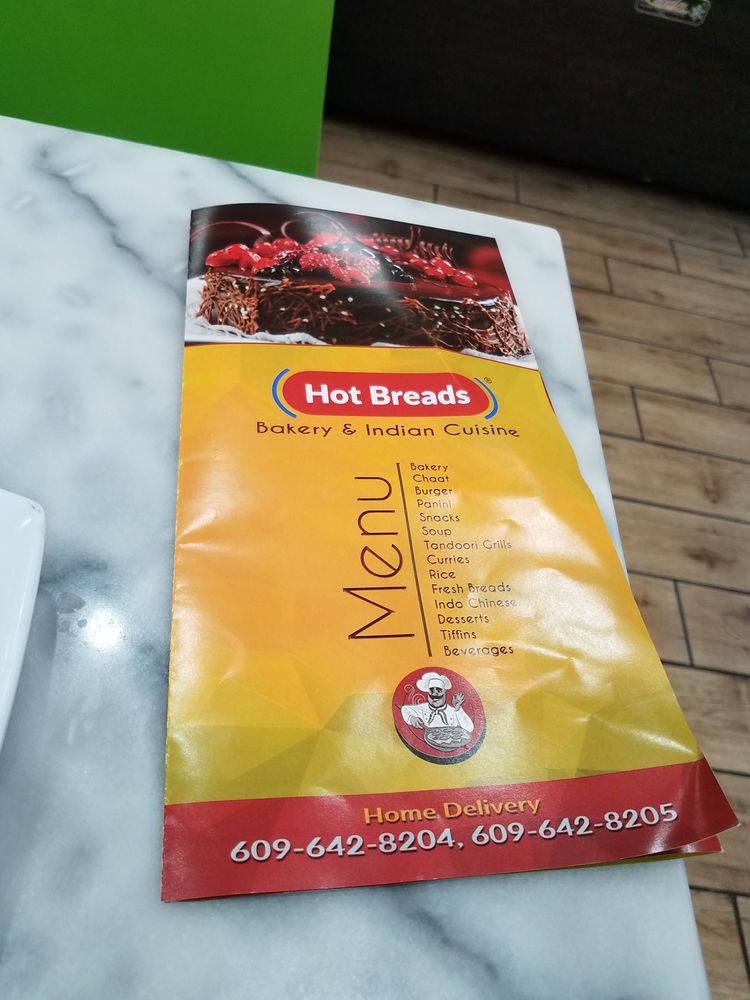 Hot Breads®
Bakery & Indian Cuisine
Menu
Bakery
Chaat
Burger
Panini
Snacks
Soup
Tandoori Grills
Curries
Rice
Fresh Breads
Indo Chinese
Desserts
Tiffins
Beverages
Home Delivery
609-642-8204, 609-642-8205